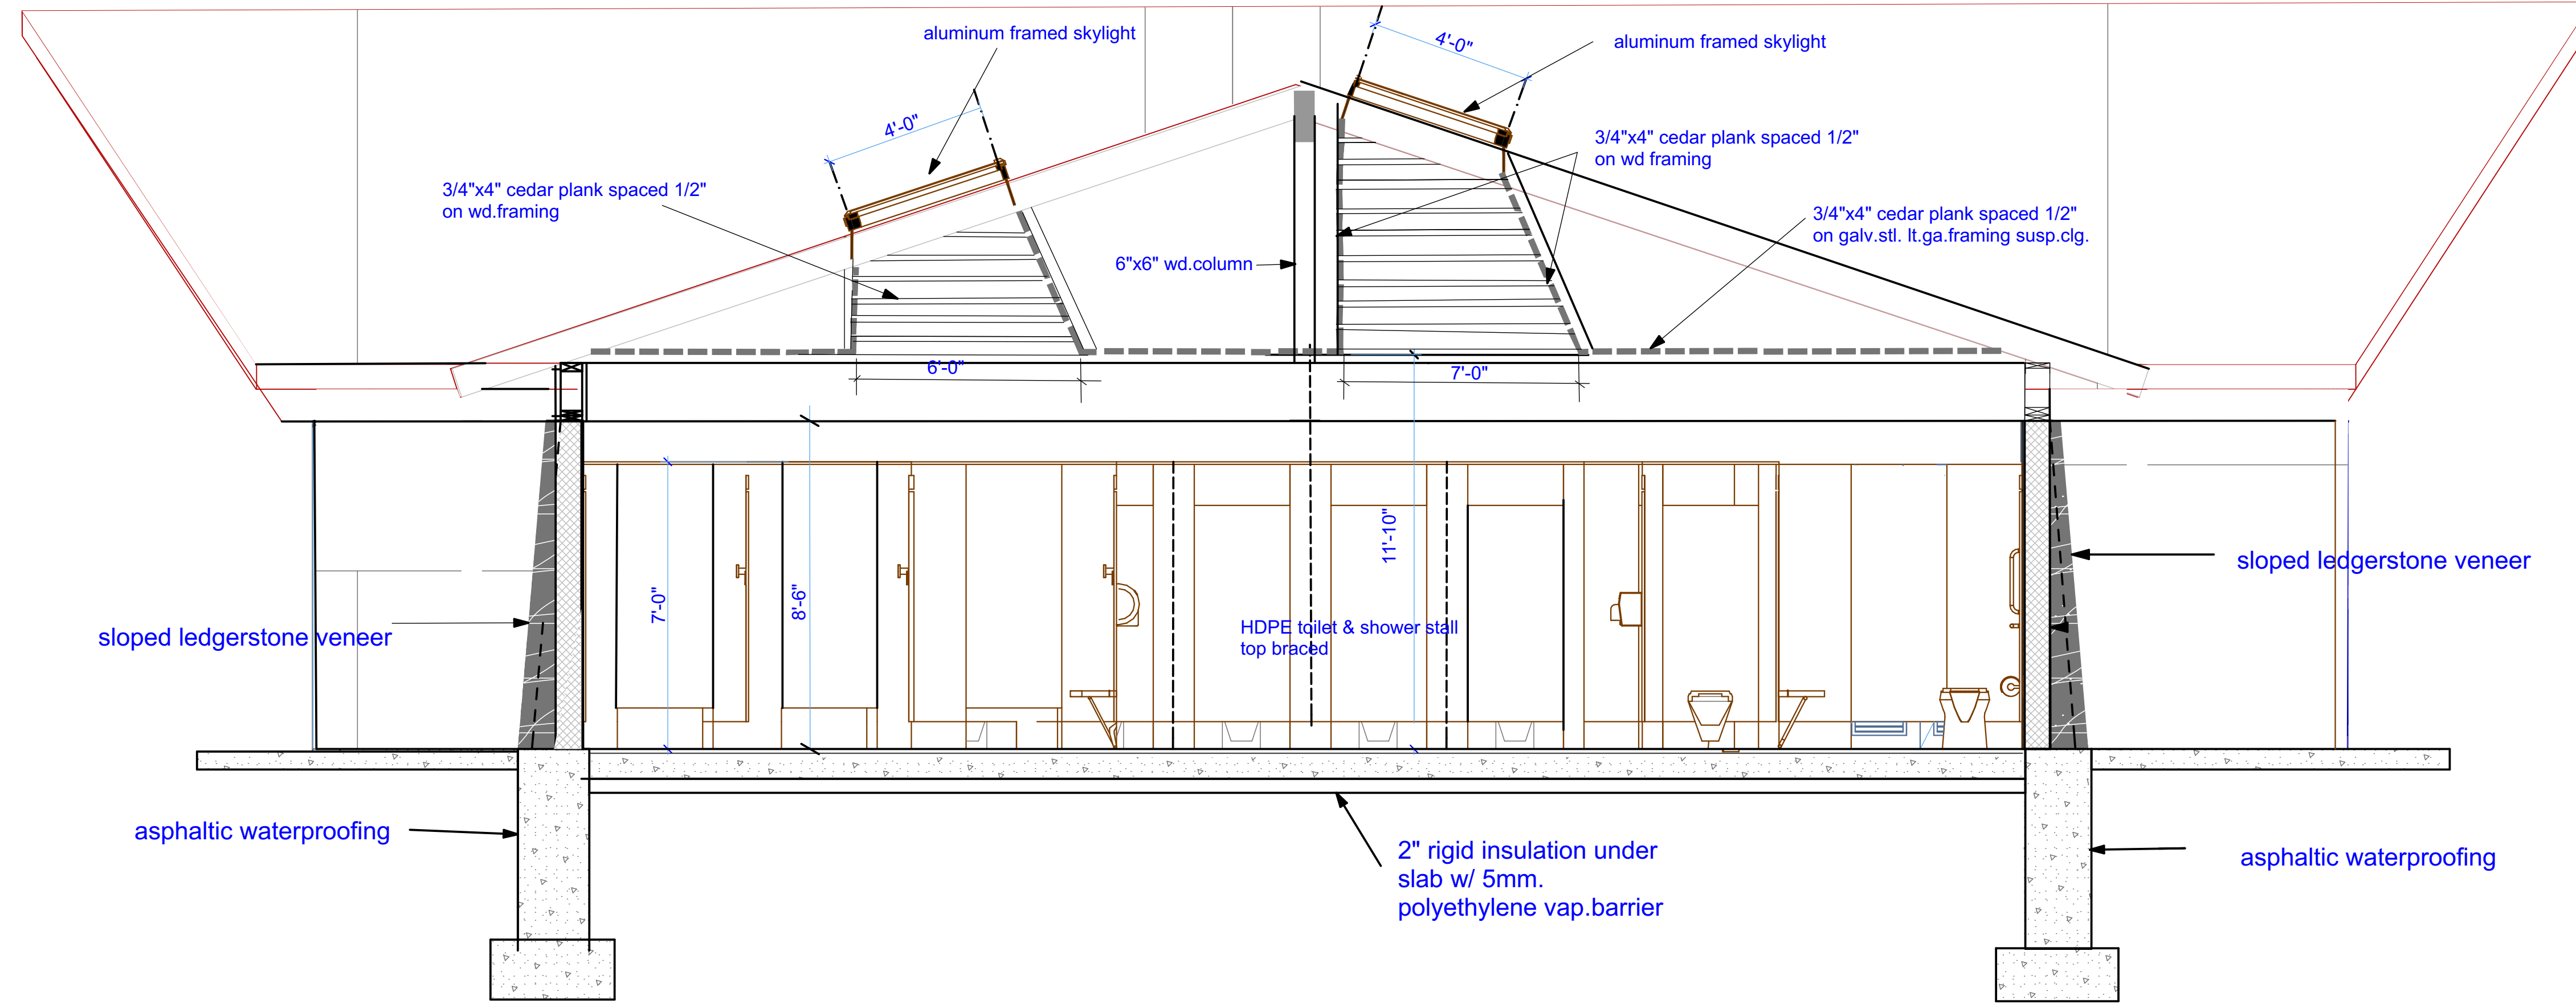 aluminum framed skylight
4'-0"
aluminum framed skylight
4'-0"
3/4"x4" cedar plank spaced 1/2"
on wd framing
3/4"x4" cedar plank spaced 1/2"
on wd.framing
3/4"x4" cedar plank spaced 1/2"
on galv.stl. lt.ga.framing susp.clg.
6"x6" wd.column
6'-0"
7'-0"
11'-10"
sloped ledgerstone veneer
7'-0"
8'-6"
HDPE toilet & shower stall
top braced
sloped ledgerstone veneer
asphaltic waterproofing
2" rigid insulation under
slab w/ 5mm.
polyethylene vap.barrier
asphaltic waterproofing